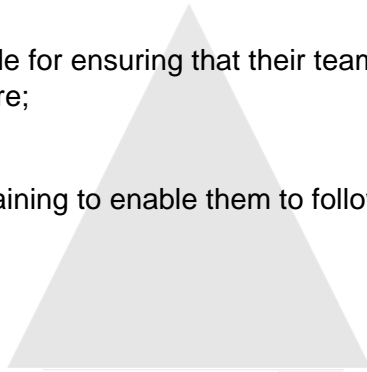 le for ensuring that their team
re;
aining to enable them to follow